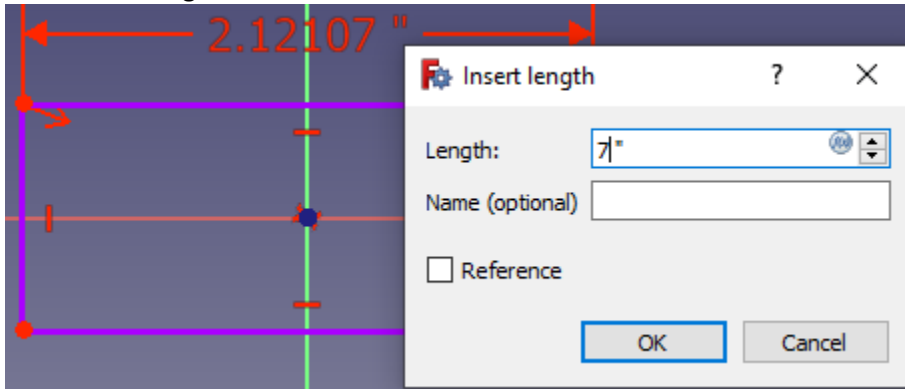 2.12107 "
Insert length
?
Length:
7"
Name (optional)
Reference
OK
Cancel